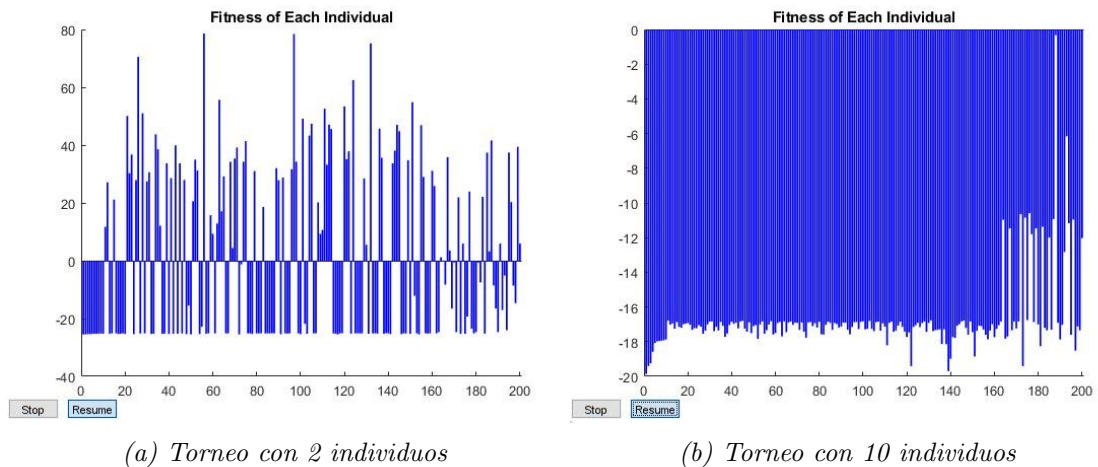 Fitness of Each Individual
80
60
40
20
0
-20
-40
0 20 40 60 80 100 120 140 160 180 200
Stop Resume
(a) Torneo con 2 individuos
Fitness of Each Individual
0
-2
-4
-6
-8
-10
-12
-14
-16
-18
-20
0 20 40 60 80 100 120 140 160 180 200
Stop Resume
(b) Torneo con 10 individuos